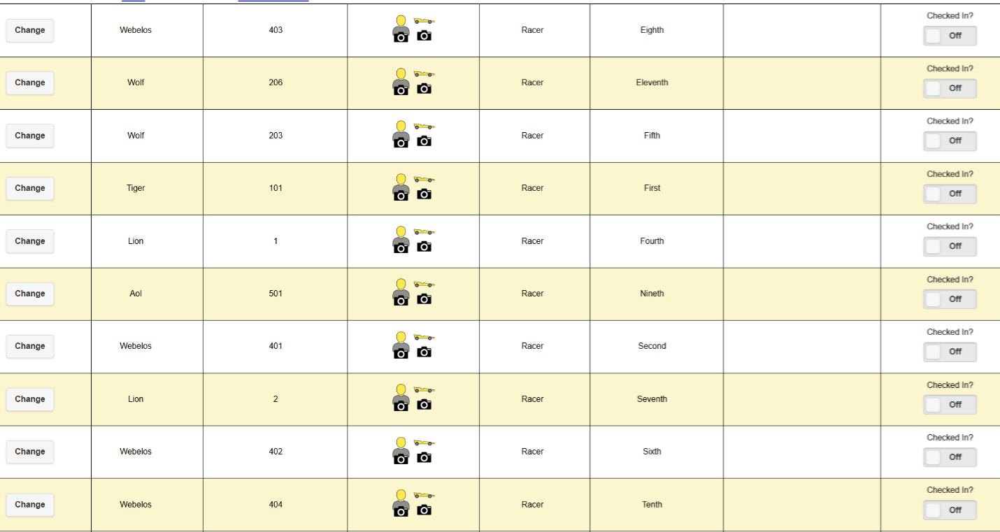 Checked In?
Change Webelos 403 Racer Eighth Off
Checked In?
Change Wolf 206 Racer Eleventh Off
Checked In?
Change Wolf 203 Racer Fifth Off
Checked In?
Change Tiger 101 Racer First Off
Checked In?
Change Lion 1 Racer Fourth Off
Checked In?
Change Aol 501 Racer Nineth Off
Checked In?
Change Webelos 401 Racer Second Off
Checked In?
Change Lion 2 Racer Seventh Off
Checked In?
Change Webelos 402 Racer Sixth Off
Checked In?
Change Webelos 404 Racer Tenth Off